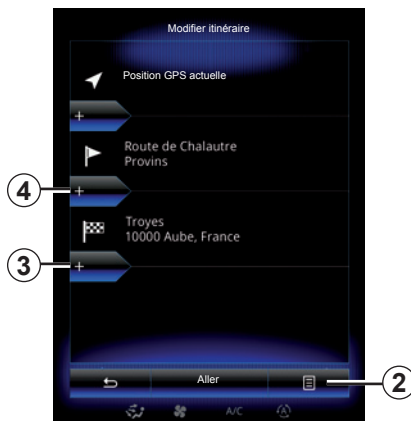 Modifier itinéraire
Position GPS actuelle
+
Route de Chalautre
Provins
4
+
Troyes
10000 Aube, France
3
+
Aller
2
A/C
A